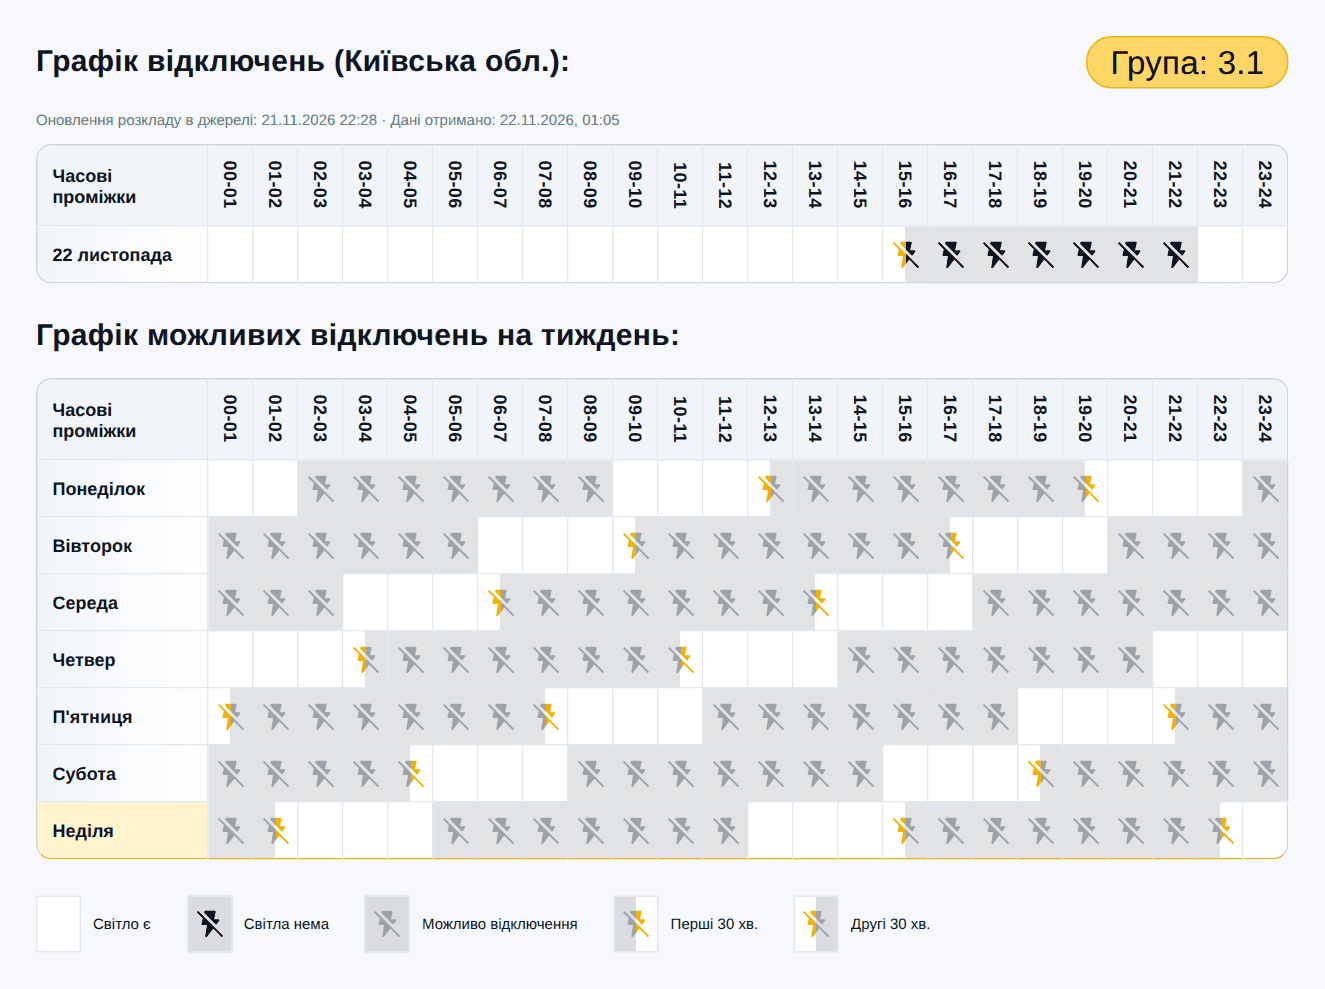 Графік відключень (Київська обл.):
Група: 3.1
Оновлення розкладу в джерелі: 21.11.2026 22:28 · Дані отримано: 22.11.2026, 01:05
Часові проміжки 00-01 01-02 02-03 03-04 04-05 05-06 06-07 07-08 08-09 09-10 10-11 11-12 12-13 13-14 14-15 15-16 16-17 17-18 18-19 19-20 20-21 21-22 22-23 23-24
22 листопада
Графік можливих відключень на тиждень:
Часові проміжки 00-01 01-02 02-03 03-04 04-05 05-06 06-07 07-08 08-09 09-10 10-11 11-12 12-13 13-14 14-15 15-16 16-17 17-18 18-19 19-20 20-21 21-22 22-23 23-24
Понеділок
Вівторок
Середа
Четвер
П'ятниця
Субота
Неділя
Світло є Світла нема Можливо відключення Перші 30 хв. Другі 30 хв.